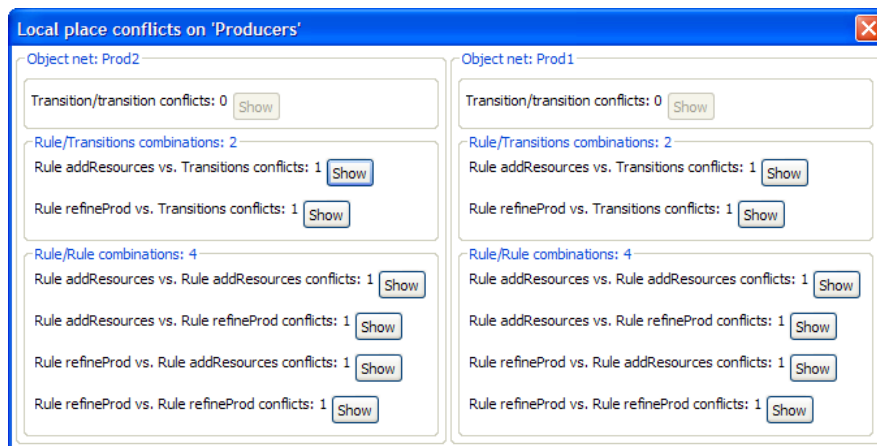 Local place conflicts on 'Producers'
Object net: Prod2
Transition/transition conflicts: 0 Show
Rule/Transitions combinations: 2
Rule addResources vs. Transitions conflicts: 1 Show
Rule refineProd vs. Transitions conflicts: 1 Show
Rule/Rule combinations: 4
Rule addResources vs. Rule addResources conflicts: 1 Show
Rule addResources vs. Rule refineProd conflicts: 1 Show
Rule refineProd vs. Rule addResources conflicts: 1 Show
Rule refineProd vs. Rule refineProd conflicts: 1 Show
Object net: Prod1
Transition/transition conflicts: 0 Show
Rule/Transitions combinations: 2
Rule addResources vs. Transitions conflicts: 1 Show
Rule refineProd vs. Transitions conflicts: 1 Show
Rule/Rule combinations: 4
Rule addResources vs. Rule addResources conflicts: 1 Show
Rule addResources vs. Rule refineProd conflicts: 1 Show
Rule refineProd vs. Rule addResources conflicts: 1 Show
Rule refineProd vs. Rule refineProd conflicts: 1 Show